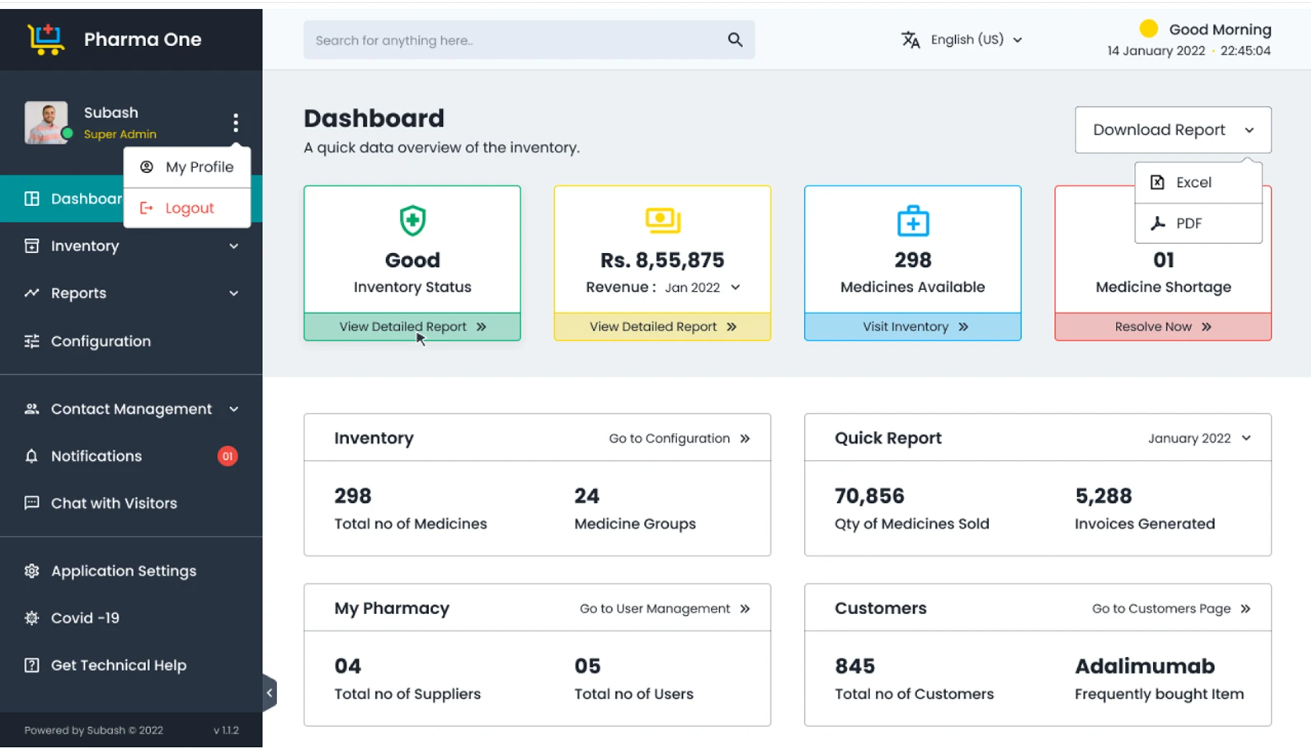 Pharma One
Search for anything here..
English (US)
Good Morning
14 January 2022 · 22:45:04
Subash
Super Admin
My Profile
Logout
Dashboar
Inventory
Reports
Configuration
Contact Management
Notifications 01
Chat with Visitors
Application Settings
Covid -19
Get Technical Help
Powered by Subash © 2022 v 1.1.2
Dashboard
A quick data overview of the inventory.
Download Report
Excel
PDF
Good
Inventory Status
View Detailed Report »
Rs. 8,55,875
Revenue : Jan 2022
View Detailed Report »
298
Medicines Available
Visit Inventory »
01
Medicine Shortage
Resolve Now »
Inventory Go to Configuration »
298
Total no of Medicines
24
Medicine Groups
Quick Report January 2022
70,856
Qty of Medicines Sold
5,288
Invoices Generated
My Pharmacy Go to User Management »
04
Total no of Suppliers
05
Total no of Users
Customers Go to Customers Page »
845
Total no of Customers
Adalimumab
Frequently bought Item